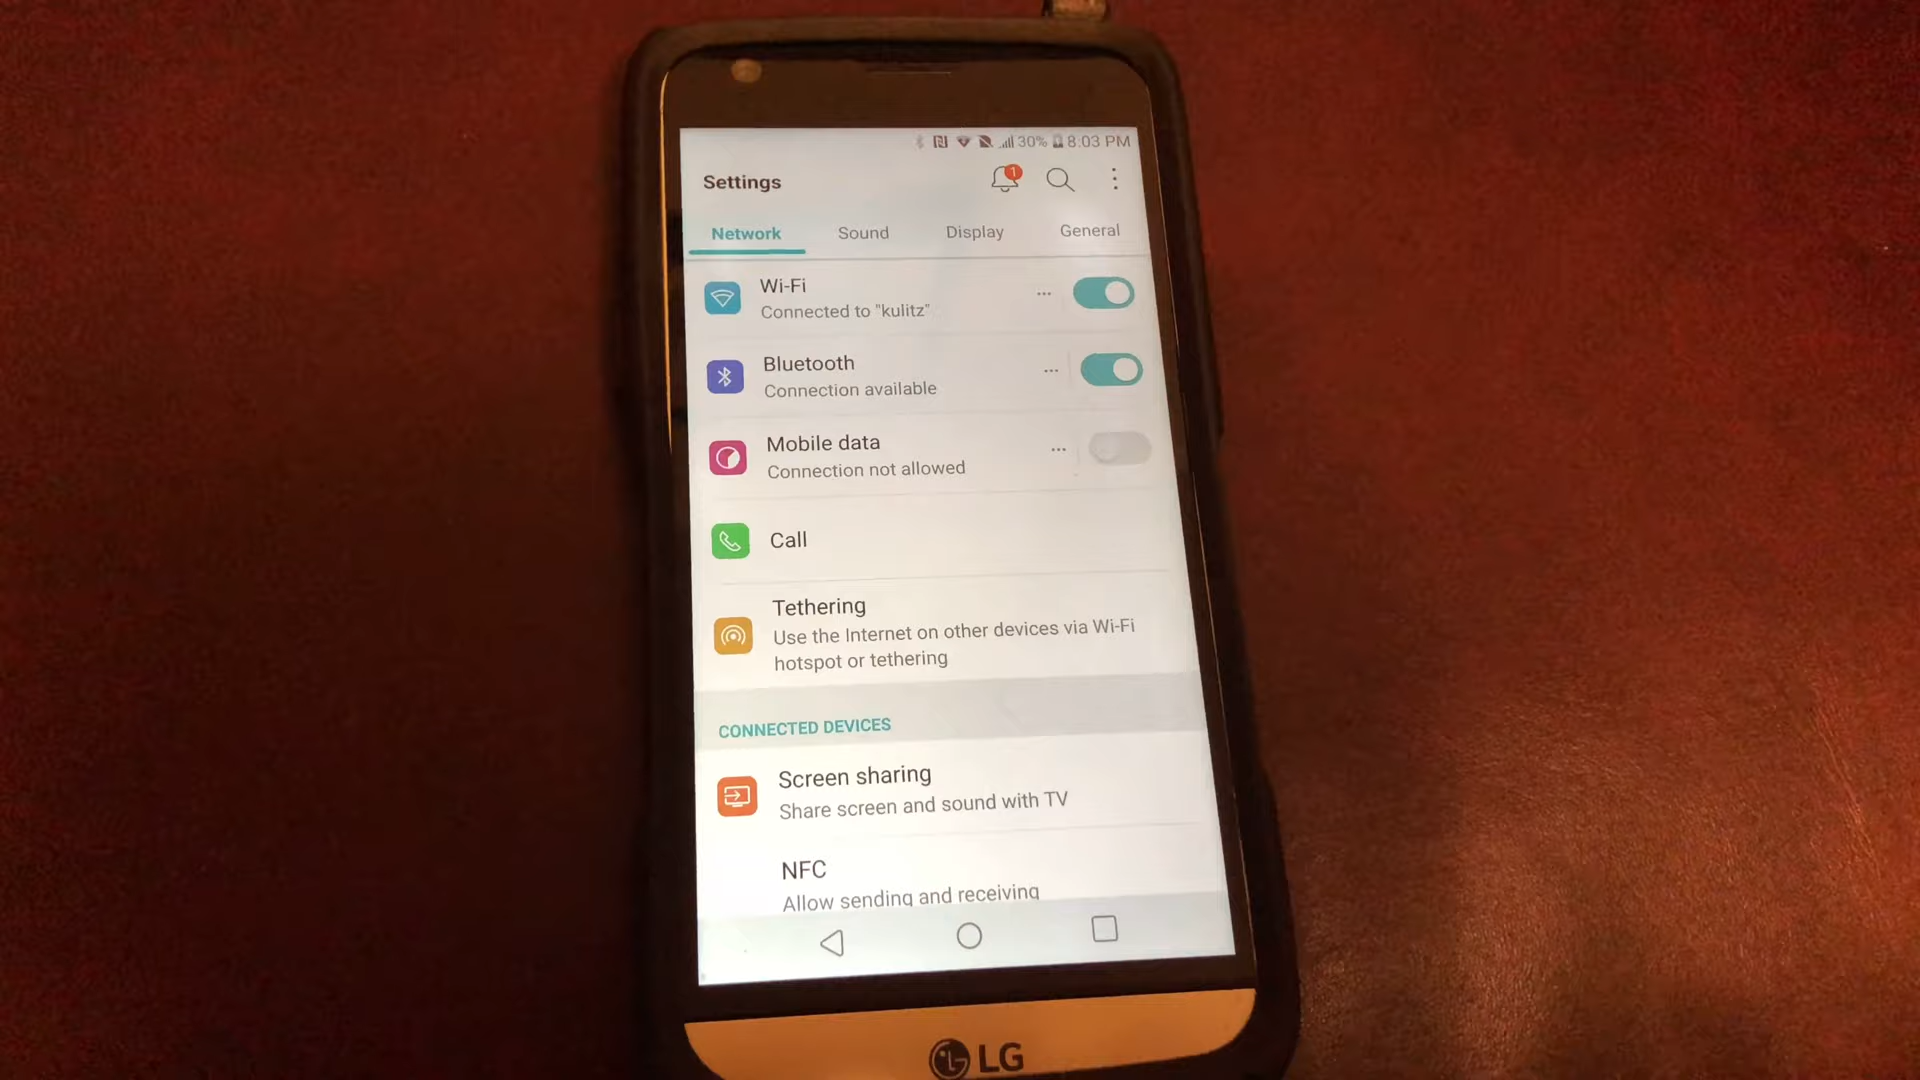 30% 8:03 PM
Settings
1
Network Sound Display General
Wi-Fi
Connected to "kulitz"
Bluetooth
Connection available
Mobile data
Connection not allowed
Call
Tethering
Use the Internet on other devices via Wi-Fi
hotspot or tethering
CONNECTED DEVICES
Screen sharing
Share screen and sound with TV
NFC
Allow sending and receiving
LG